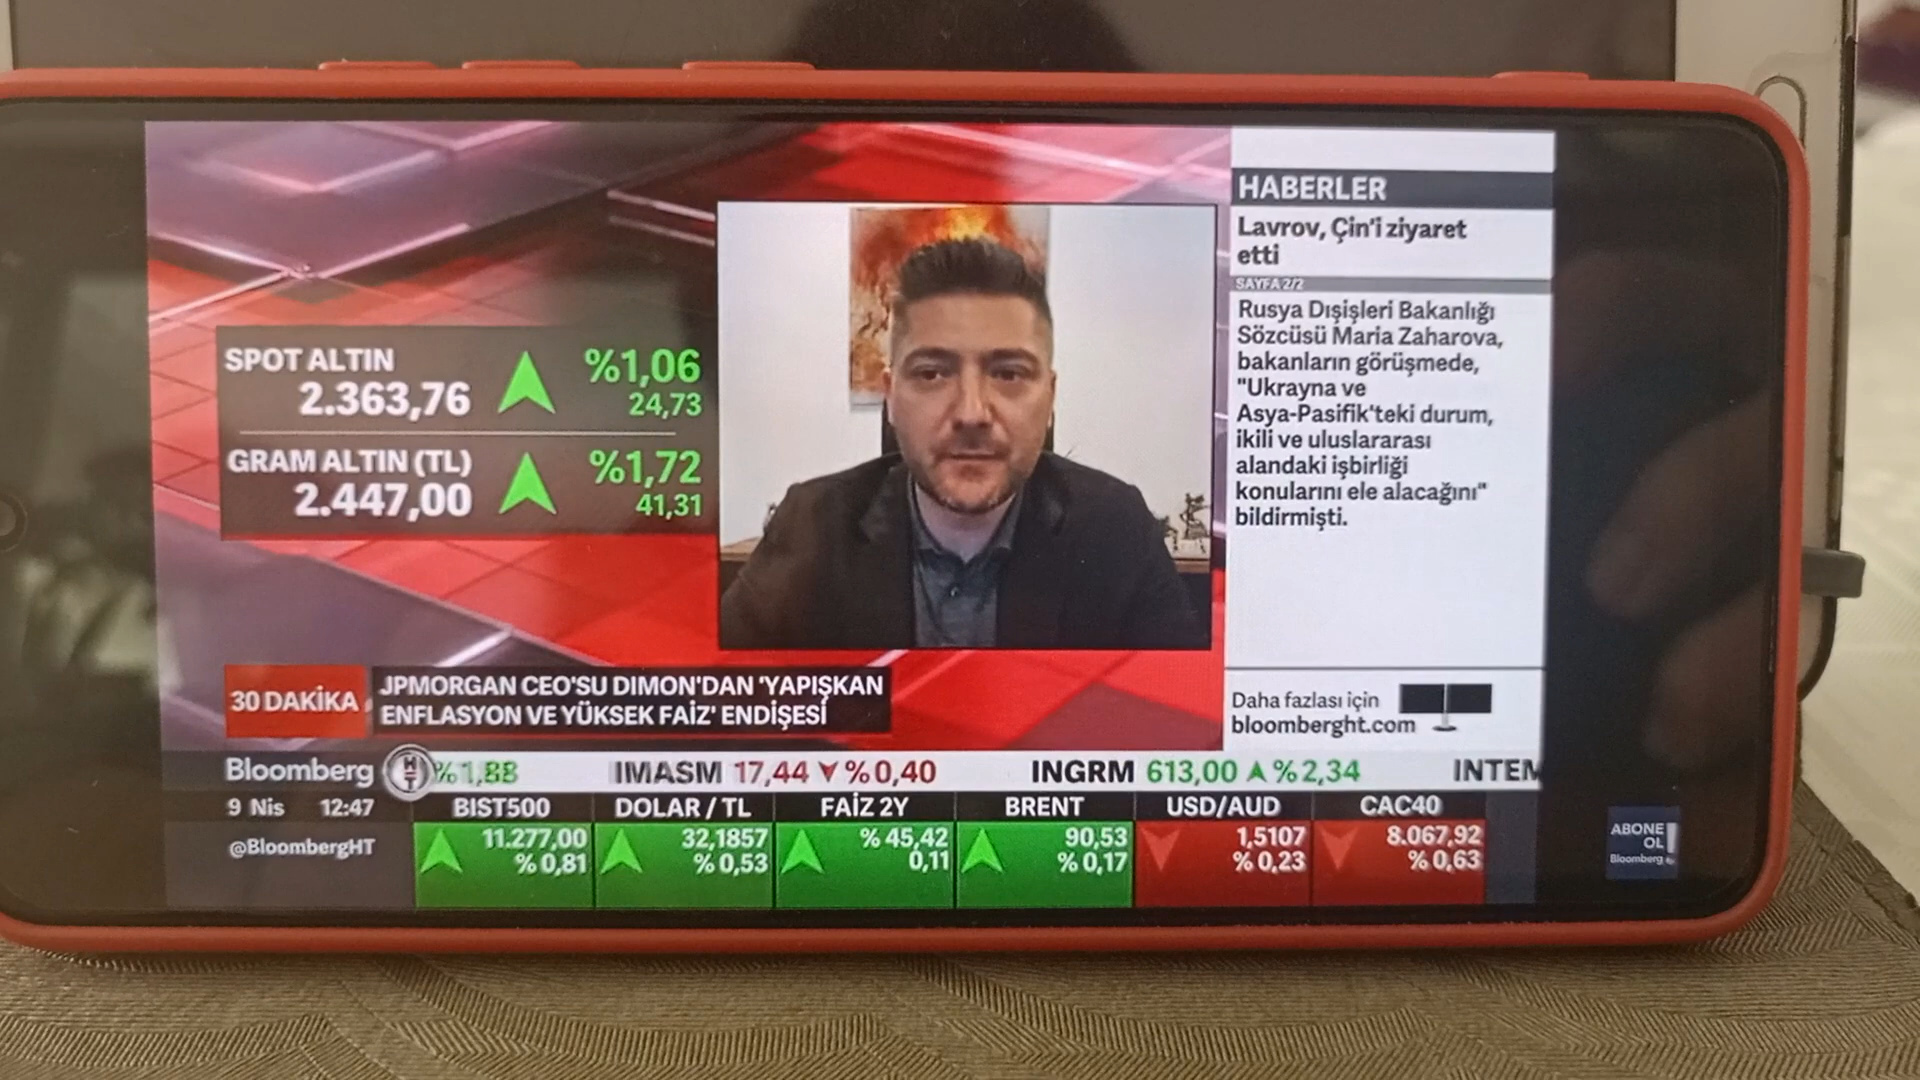 SPOT ALTIN
2.363,76
%1,06
24,73
GRAM ALTIN (TL)
2.447,00
%1,72
41,31
HABERLER
Lavrov, Çin'i ziyaret
etti
SAYFA 2/2
Rusya Dışişleri Bakanlığı
Sözcüsü Maria Zaharova,
bakanların görüşmede,
"Ukrayna ve
Asya-Pasifik'teki durum,
ikili ve uluslararası
alandaki işbirliği
konularını ele alacağını"
bildirmişti.
Daha fazlası için
bloomberght.com
30 DAKİKA
JPMORGAN CEO'SU DIMON'DAN 'YAPIŞKAN
ENFLASYON VE YÜKSEK FAİZ' ENDİŞESİ
Bloomberg HT %1,88 IMASM 17,44 %0,40 INGRM 613,00 %2,34 INTEM
9 Nis 12:47
@BloombergHT
BIST500
11.277,00
% 0,81
DOLAR / TL
32,1857
% 0,53
FAİZ 2Y
% 45,42
0,11
BRENT
90,53
% 0,17
USD/AUD
1,5107
% 0,23
CAC40
8.067,92
% 0,63
ABONE
OL
Bloomberg